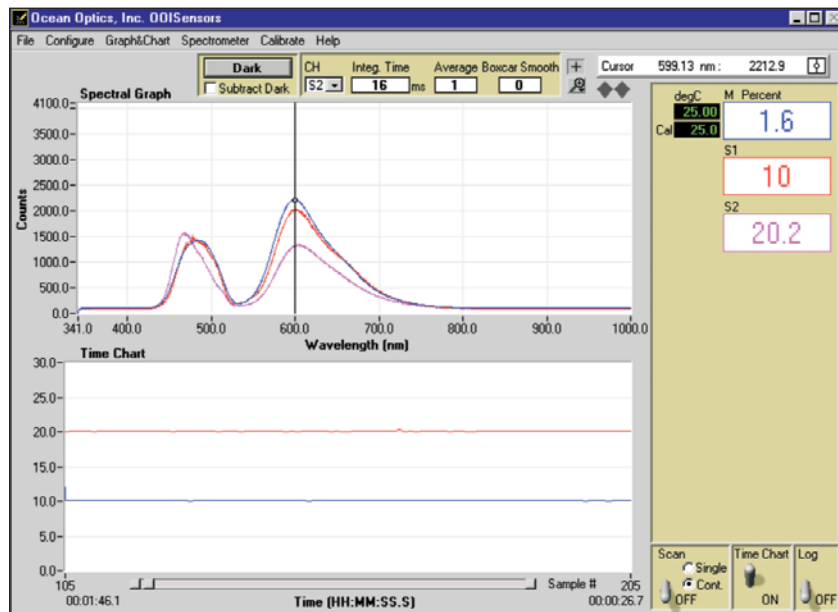 Ocean Optics, Inc. OOISensors
File Configure Graph&Chart Spectrometer Calibrate Help
Dark
Subtract Dark
CH Integ. Time Average Boxcar Smooth
S2 16 ms 1 0
Cursor 599.13 nm : 2212.9
Spectral Graph
4100.0
3500.0
3000.0
2500.0
2000.0
1500.0
1000.0
500.0
0.0
Counts
341.0 400.0 500.0 600.0 700.0 800.0 900.0 1000.0
Wavelength (nm)
degC M Percent
25.00
Cal 25.0
1.6
S1
10
S2
20.2
Time Chart
30.0
25.0
20.0
15.0
10.0
5.0
0.0
105 Sample # 205
00:01:46.1 Time (HH:MM:SS.S) 00:00:26.7
Scan Time Chart Log
Single
Cont.
OFF ON OFF